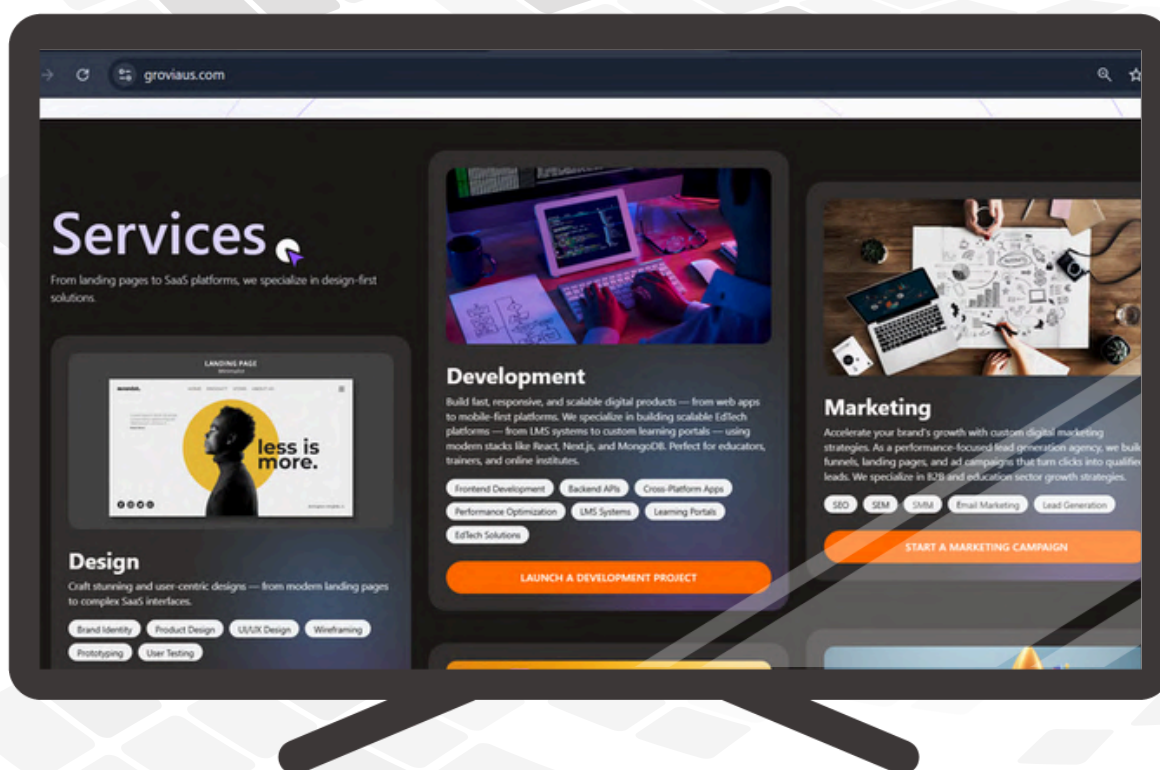 groviaus.com
Services
From landing pages to SaaS platforms, we specialize in design-first
solutions.
LANDING PAGE
Minimalist
HOME PRODUCT WORK ABOUT US
less is
more.
Design
Craft stunning and user-centric designs — from modern landing pages
to complex SaaS interfaces.
Brand Identity
Product Design
UI/UX Design
Wireframing
Prototyping
User Testing
Development
Build fast, responsive, and scalable digital products — from web apps
to mobile-first platforms. We specialize in building scalable EdTech
platforms — from LMS systems to custom learning portals — using
modern stacks like React, Next.js, and MongoDB. Perfect for educators,
trainers, and online institutes.
Frontend Development
Backend APIs
Cross-Platform Apps
Performance Optimization
LMS Systems
Learning Portals
EdTech Solutions
LAUNCH A DEVELOPMENT PROJECT
Marketing
Accelerate your brand's growth with custom digital marketing
strategies. As a performance-focused lead generation agency, we buil
funnels, landing pages, and ad campaigns that turn clicks into qualifie
leads. We specialize in B2B and education sector growth strategies.
SEO
SEM
SMM
Email Marketing
Lead Generation
START A MARKETING CAMPAIGN